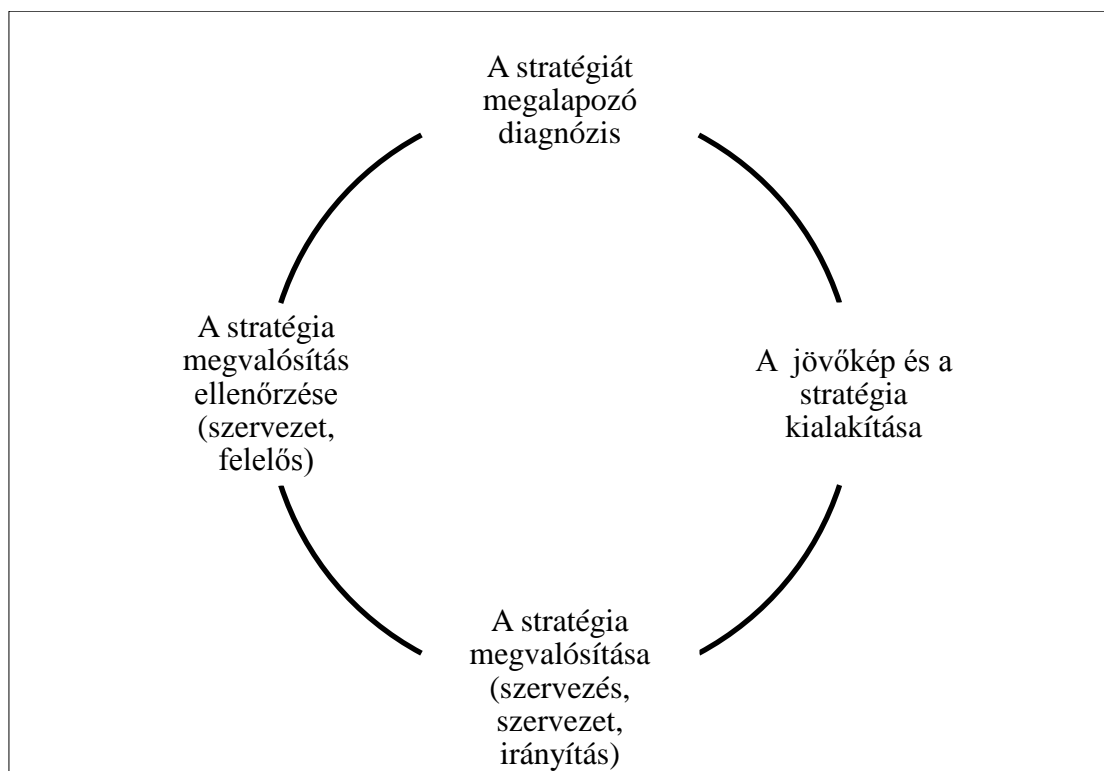 A stratégiát
megalapozó
diagnózis
A jövőkép és a
stratégia
kialakítása
A stratégia
megvalósítása
(szervezés,
szervezet,
irányítás)
A stratégia
megvalósítás
ellenőrzése
(szervezet,
felelős)